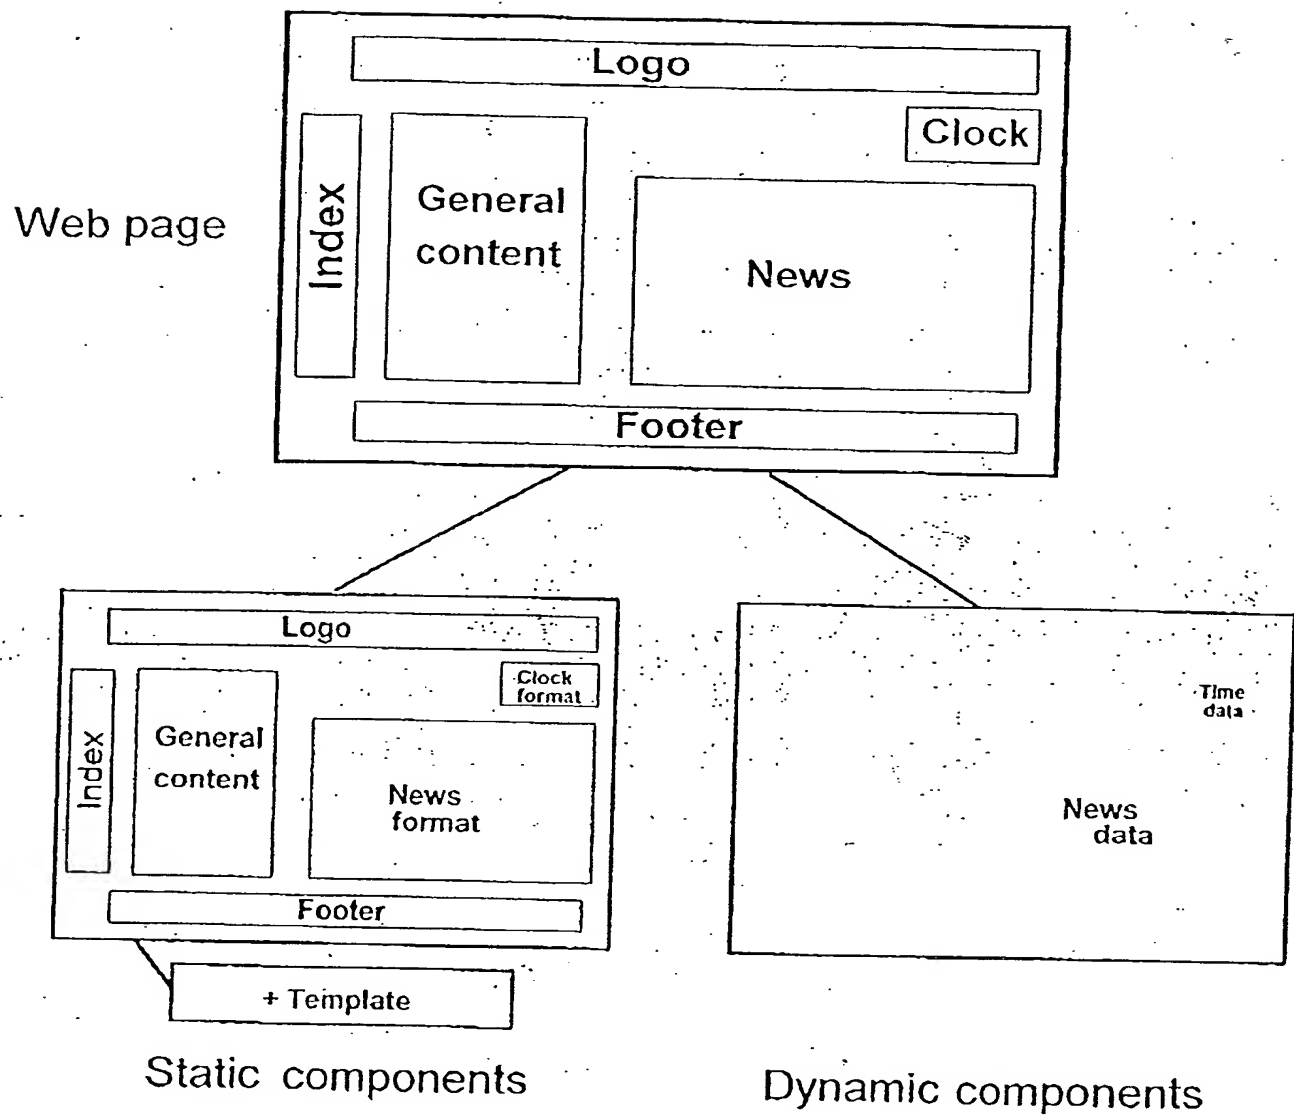 Logo
Clock
Web page
Index
General
content
News
Footer
Logo
Clock
format
Index
General
content
News
format
Footer
+ Template
Static components
Time
data
News
data
Dynamic components